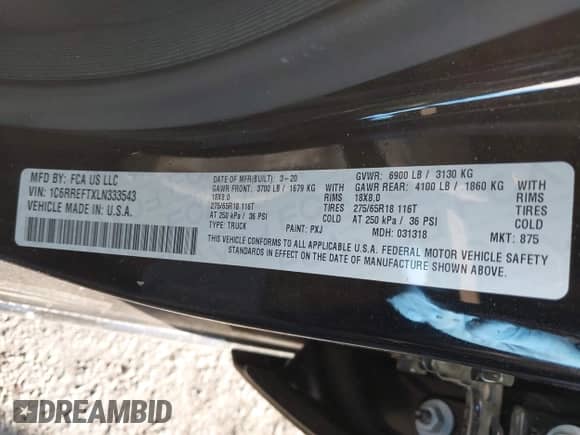 MFD BY: FCA US LLC
VIN: 1C6RREFTXLN333543
VEHICLE MADE IN: U.S.A.
DATE OF MFR(BUILT): 3-20
GAWR FRONT: 3700 LB / 1679 KG WITH
18X8.0 RIMS
275/65R18 116T TIRES
AT 250 kPa / 36 PSI COLD
TYPE: TRUCK PAINT: PXJ
GVWR: 6900 LB / 3130 KG
GAWR REAR: 4100 LB / 1860 KG WITH
18X8.0 RIMS
275/65R18 116T TIRES
AT 250 kPa / 36 PSI COLD
MDH: 031318 MKT: 875
VEHICLE CONFORMS TO ALL APPLICABLE U.S.A. FEDERAL MOTOR VEHICLE SAFETY
STANDARDS IN EFFECT ON THE DATE OF MANUFACTURE SHOWN ABOVE.
DREAMBID